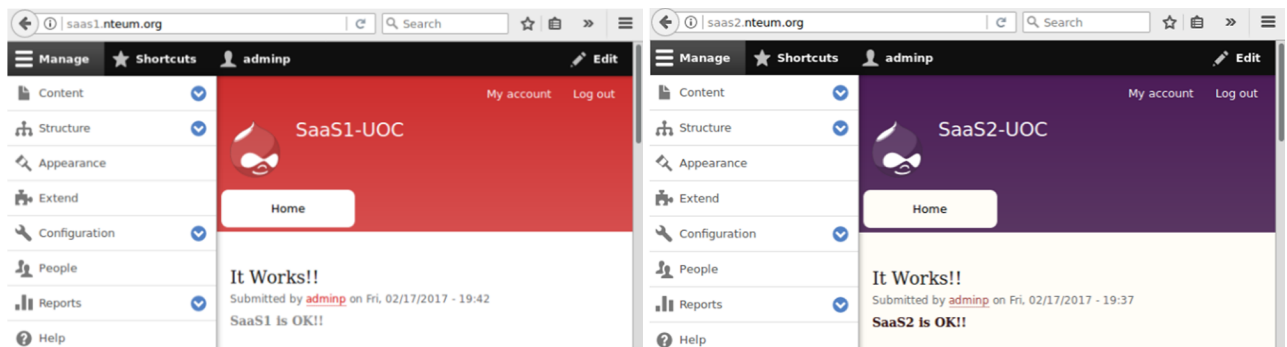 saas1.nteum.org
Search
Manage Shortcuts adminp Edit
Content
Structure
Appearance
Extend
Configuration
People
Reports
Help
My account Log out
SaaS1-UOC
Home
It Works!!
Submitted by adminp on Fri, 02/17/2017 - 19:42
SaaS1 is OK!!
saas2.nteum.org
Search
Manage Shortcuts adminp Edit
Content
Structure
Appearance
Extend
Configuration
People
Reports
Help
My account Log out
SaaS2-UOC
Home
It Works!!
Submitted by adminp on Fri, 02/17/2017 - 19:37
SaaS2 is OK!!